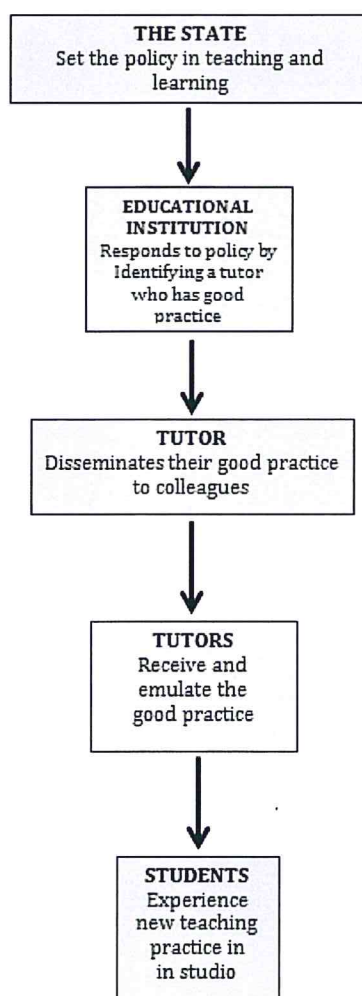 THE STATE
Set the policy in teaching and
learning
EDUCATIONAL
INSTITUTION
Responds to policy by
Identifying a tutor
who has good
practice
TUTOR
Disseminates their good practice
to colleagues
TUTORS
Receive and
emulate the
good practice
STUDENTS
Experience
new teaching
practice in
in studio